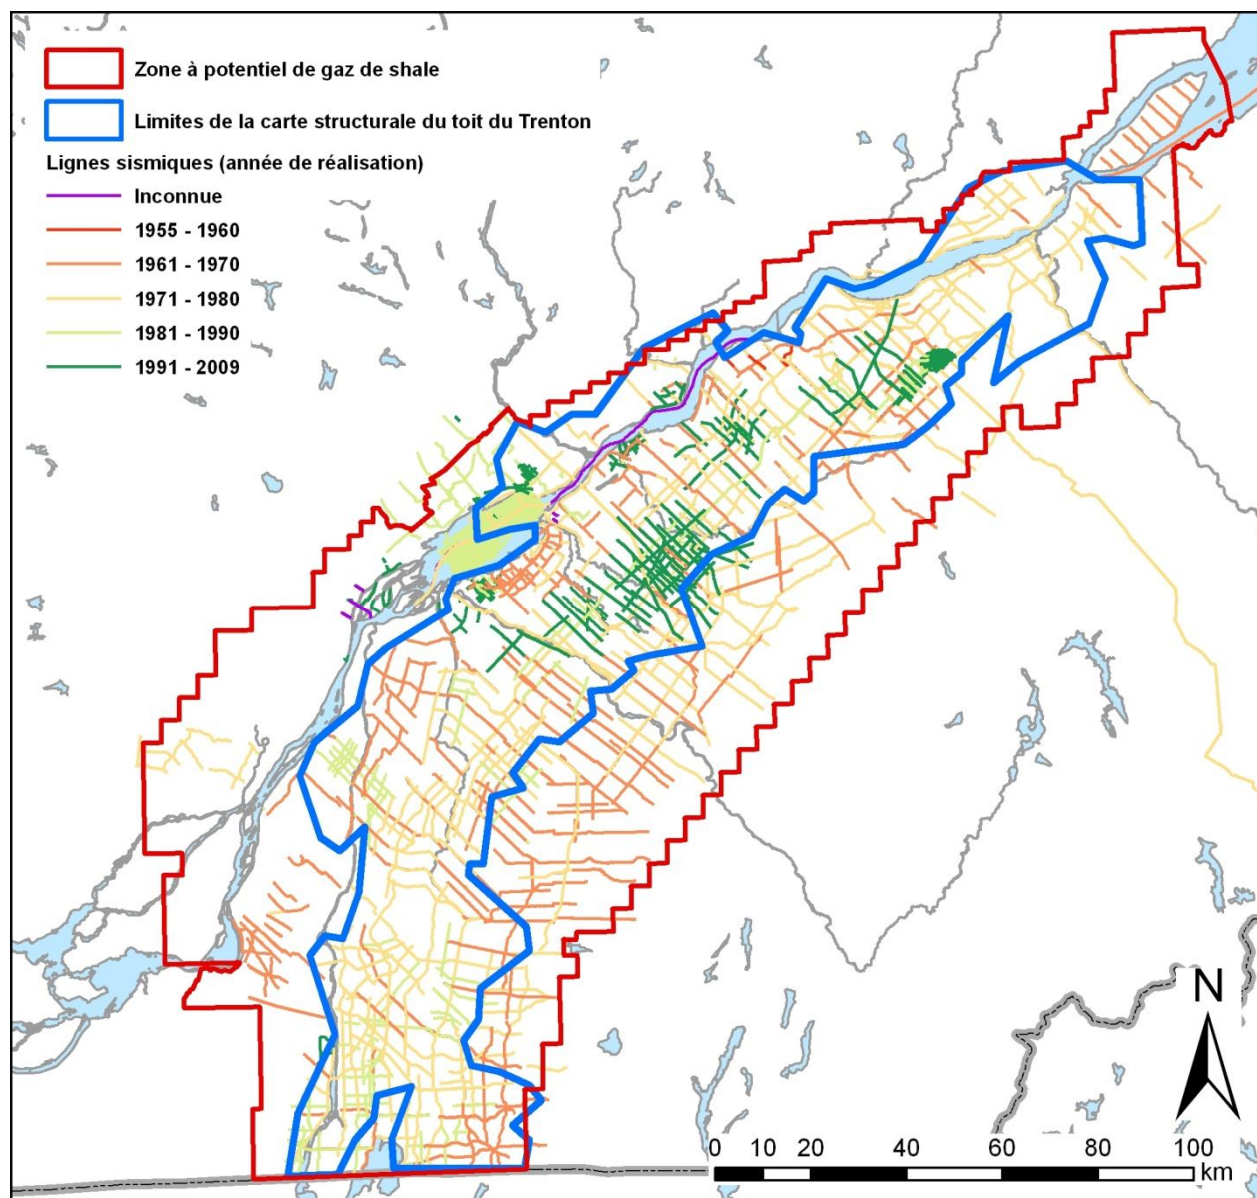 Zone à potentiel de gaz de shale
Limites de la carte structurale du toit du Trenton
Lignes sismiques (année de réalisation)
Inconnue
1955 - 1960
1961 - 1970
1971 - 1980
1981 - 1990
1991 - 2009
N
0 10 20 40 60 80 100
km